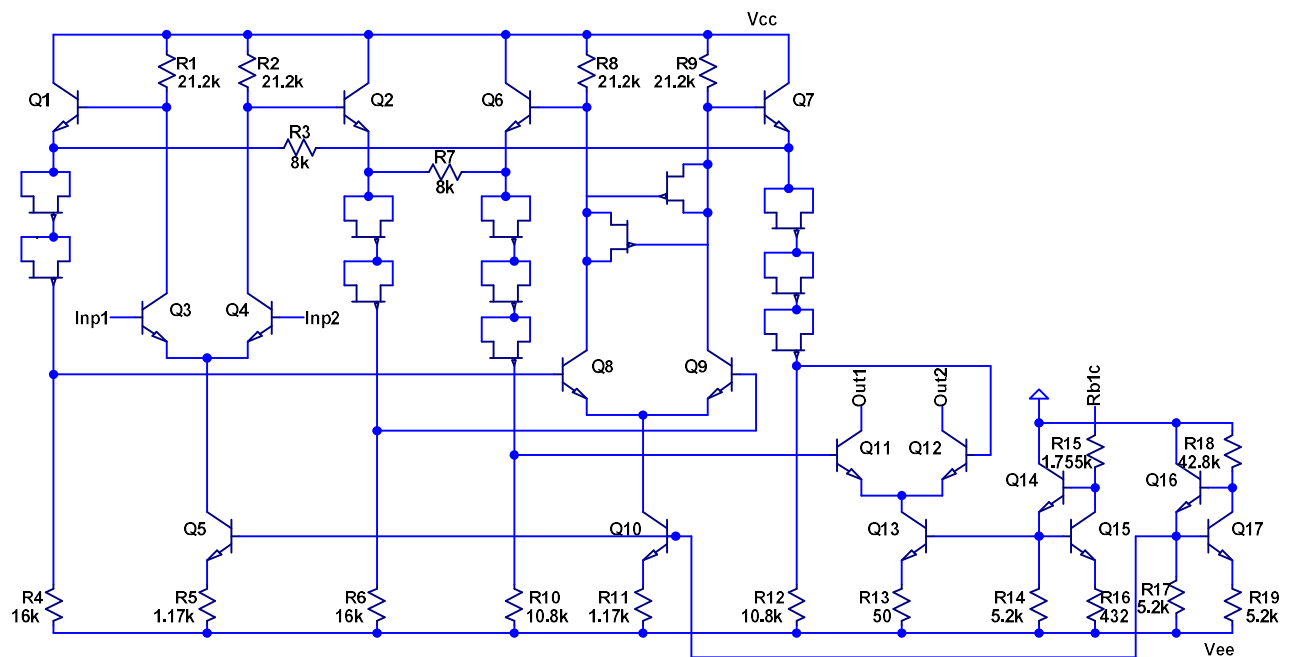 Vcc
R1
21.2k
R2
21.2k
R8
21.2k
R9
21.2k
Q1
Q2
Q6
Q7
R3
8k
R7
8k
Inp1
Q3
Q4
Inp2
Q8
Q9
Out1
Out2
Rb1c
Q11
Q12
R15
1.755k
R18
42.8k
Q14
Q16
Q5
Q10
Q13
Q15
Q17
R4
16k
R5
1.17k
R6
16k
R10
10.8k
R11
1.17k
R12
10.8k
R13
50
R14
5.2k
R16
432
R17
5.2k
R19
5.2k
Vee